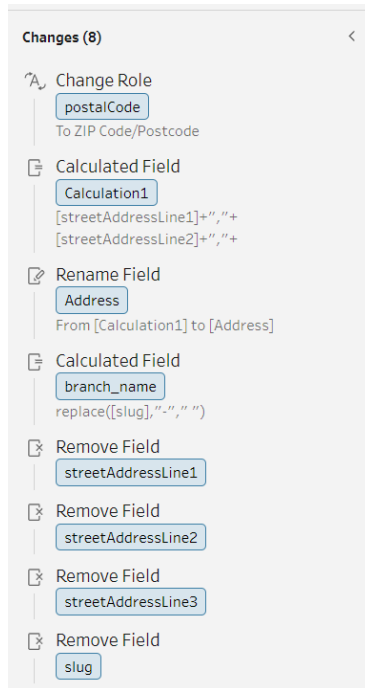 Changes (8)
Change Role
postalCode
To ZIP Code/Postcode
Calculated Field
Calculation1
[streetAddressLine1]+","+
[streetAddressLine2]+","+
Rename Field
Address
From [Calculation1] to [Address]
Calculated Field
branch_name
replace([slug],"-"," ")
Remove Field
streetAddressLine1
Remove Field
streetAddressLine2
Remove Field
streetAddressLine3
Remove Field
slug